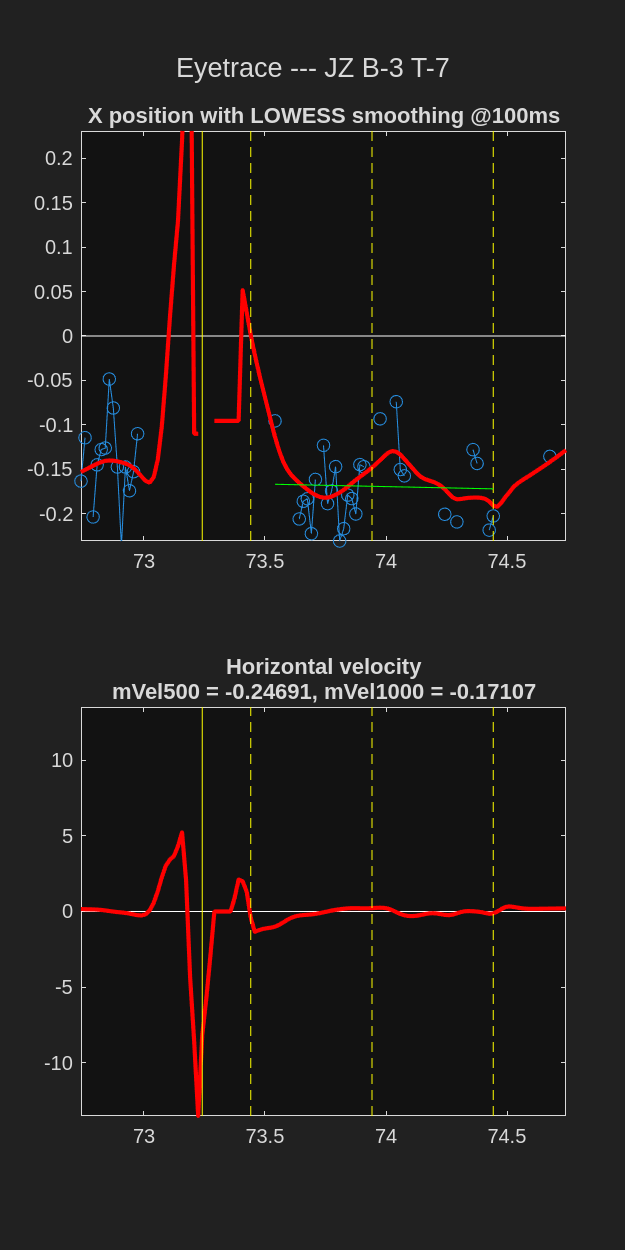 Eyetrace --- JZ B-3 T-7
X position with LOWESS smoothing @100ms
0.2
0.15
0.1
0.05
0
-0.05
-0.1
-0.15
-0.2
73 73.5 74 74.5
Horizontal velocity
mVel500 = -0.24691, mVel1000 = -0.17107
10
5
0
-5
-10
73 73.5 74 74.5